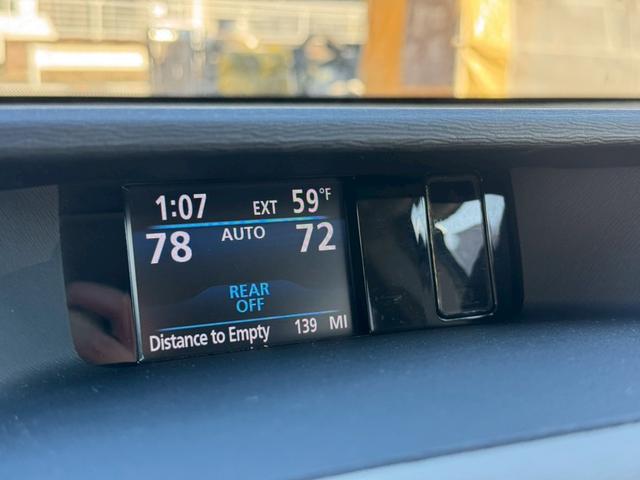 1:07 EXT 59°F
78 AUTO 72
REAR
OFF
Distance to Empty 139 MI